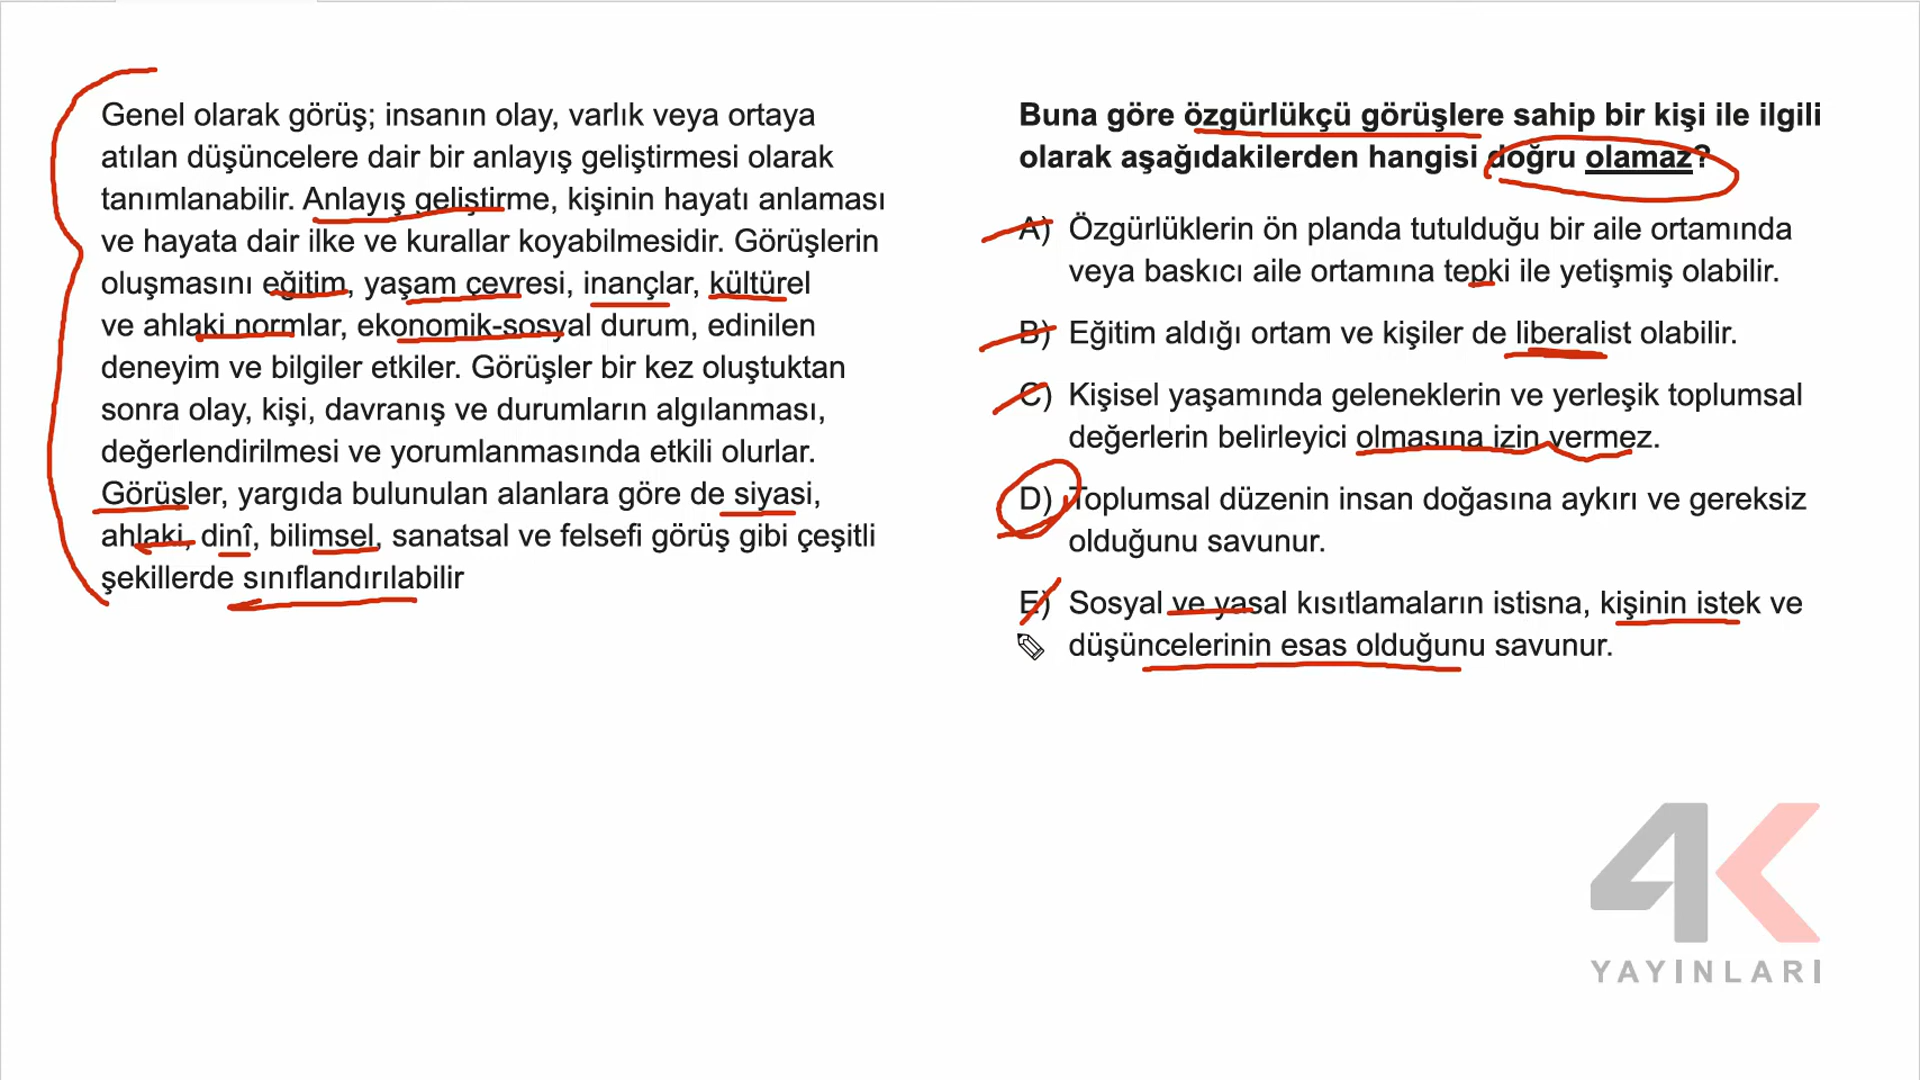 Genel olarak görüş; insanın olay, varlık veya ortaya
atılan düşüncelere dair bir anlayış geliştirmesi olarak
tanımlanabilir. Anlayış geliştirme, kişinin hayatı anlaması
ve hayata dair ilke ve kurallar koyabilmesidir. Görüşlerin
oluşmasını eğitim, yaşam çevresi, inançlar, kültürel
ve ahlaki normlar, ekonomik-sosyal durum, edinilen
deneyim ve bilgiler etkiler. Görüşler bir kez oluştuktan
sonra olay, kişi, davranış ve durumların algılanması,
değerlendirilmesi ve yorumlanmasında etkili olurlar.
Görüşler, yargıda bulunulan alanlara göre de siyasi,
ahlaki, dinî, bilimsel, sanatsal ve felsefi görüş gibi çeşitli
şekillerde sınıflandırılabilir
Buna göre özgürlükçü görüşlere sahip bir kişi ile ilgili
olarak aşağıdakilerden hangisi doğru olamaz?
A) Özgürlüklerin ön planda tutulduğu bir aile ortamında
veya baskıcı aile ortamına tepki ile yetişmiş olabilir.
B) Eğitim aldığı ortam ve kişiler de liberalist olabilir.
C) Kişisel yaşamında geleneklerin ve yerleşik toplumsal
değerlerin belirleyici olmasına izin vermez.
D) Toplumsal düzenin insan doğasına aykırı ve gereksiz
olduğunu savunur.
E) Sosyal ve yasal kısıtlamaların istisna, kişinin istek ve
düşüncelerinin esas olduğunu savunur.
4K
YAYINLARI